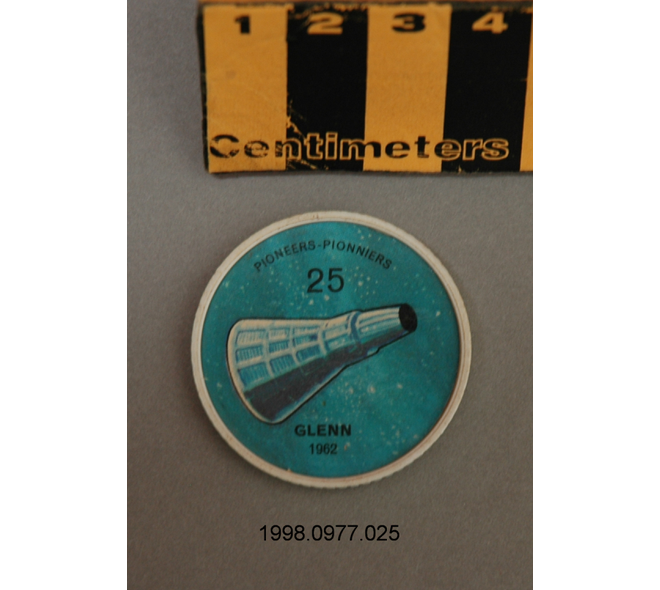 1 2 3 4
Centimeters
PIONEERS-PIONNIERS
25
GLENN
1962
1998.0977.025